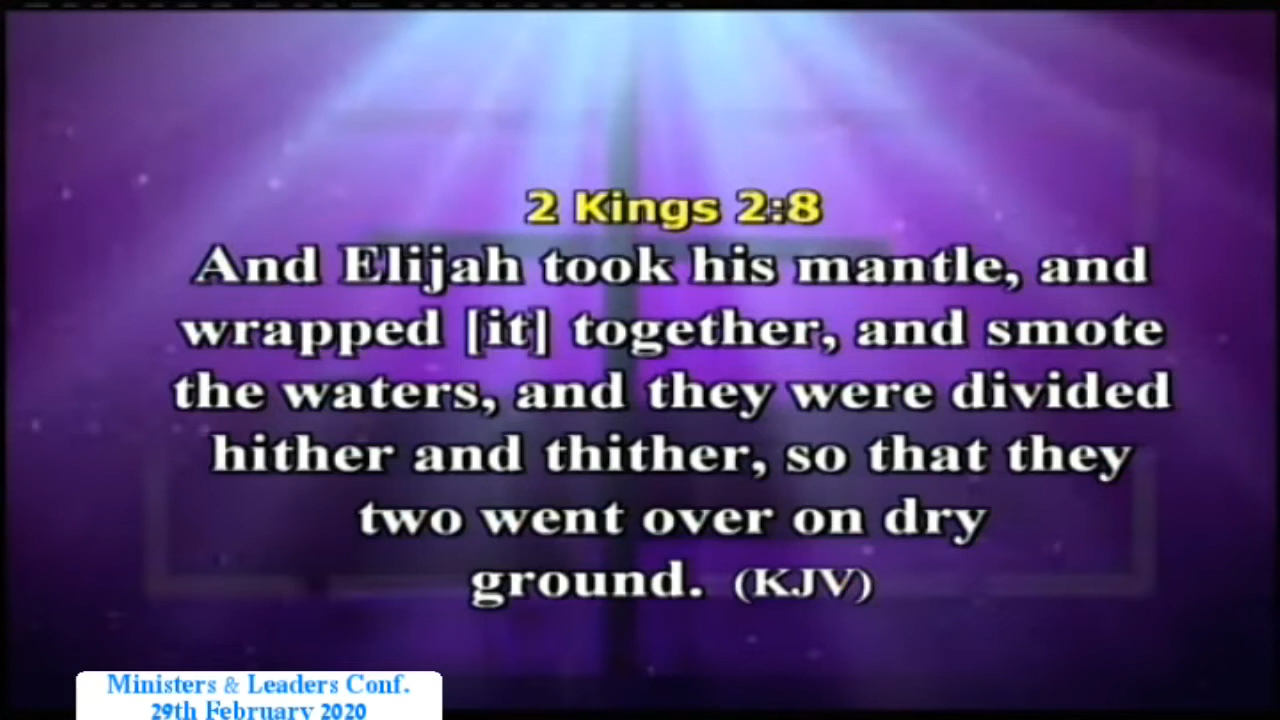 2 Kings 2:8
And Elijah took his mantle, and
wrapped [it] together, and smote
the waters, and they were divided
hither and thither, so that they
two went over on dry
ground. (KJV)
Ministers & Leaders Conf.
29th February 2020